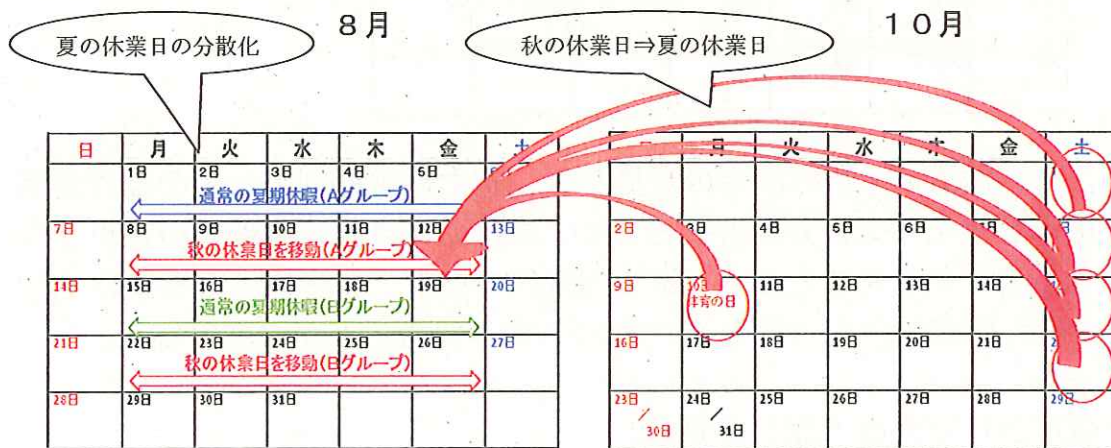 8月
10月
夏の休業日の分散化
秋の休業日⇒夏の休業日
日 月 火 水 木 金 土
1日 2日 3日 4日 5日
通常の夏期休暇(Aグループ)
7日 8日 9日 10日 11日 12日 13日
秋の休業日を移動(Aグループ)
14日 15日 16日 17日 18日 19日 20日
通常の夏期休暇(Bグループ)
21日 22日 23日 24日 25日 26日 27日
秋の休業日を移動(Bグループ)
28日 29日 30日 31日
火 水 木 金 土
2日 3日 4日 5日 6日
9日 10日 11日 12日 13日 14日
体育の日
16日 17日 18日 19日 20日 21日
23日 24日 25日 26日 27日 28日 29日
/ 30日 / 31日